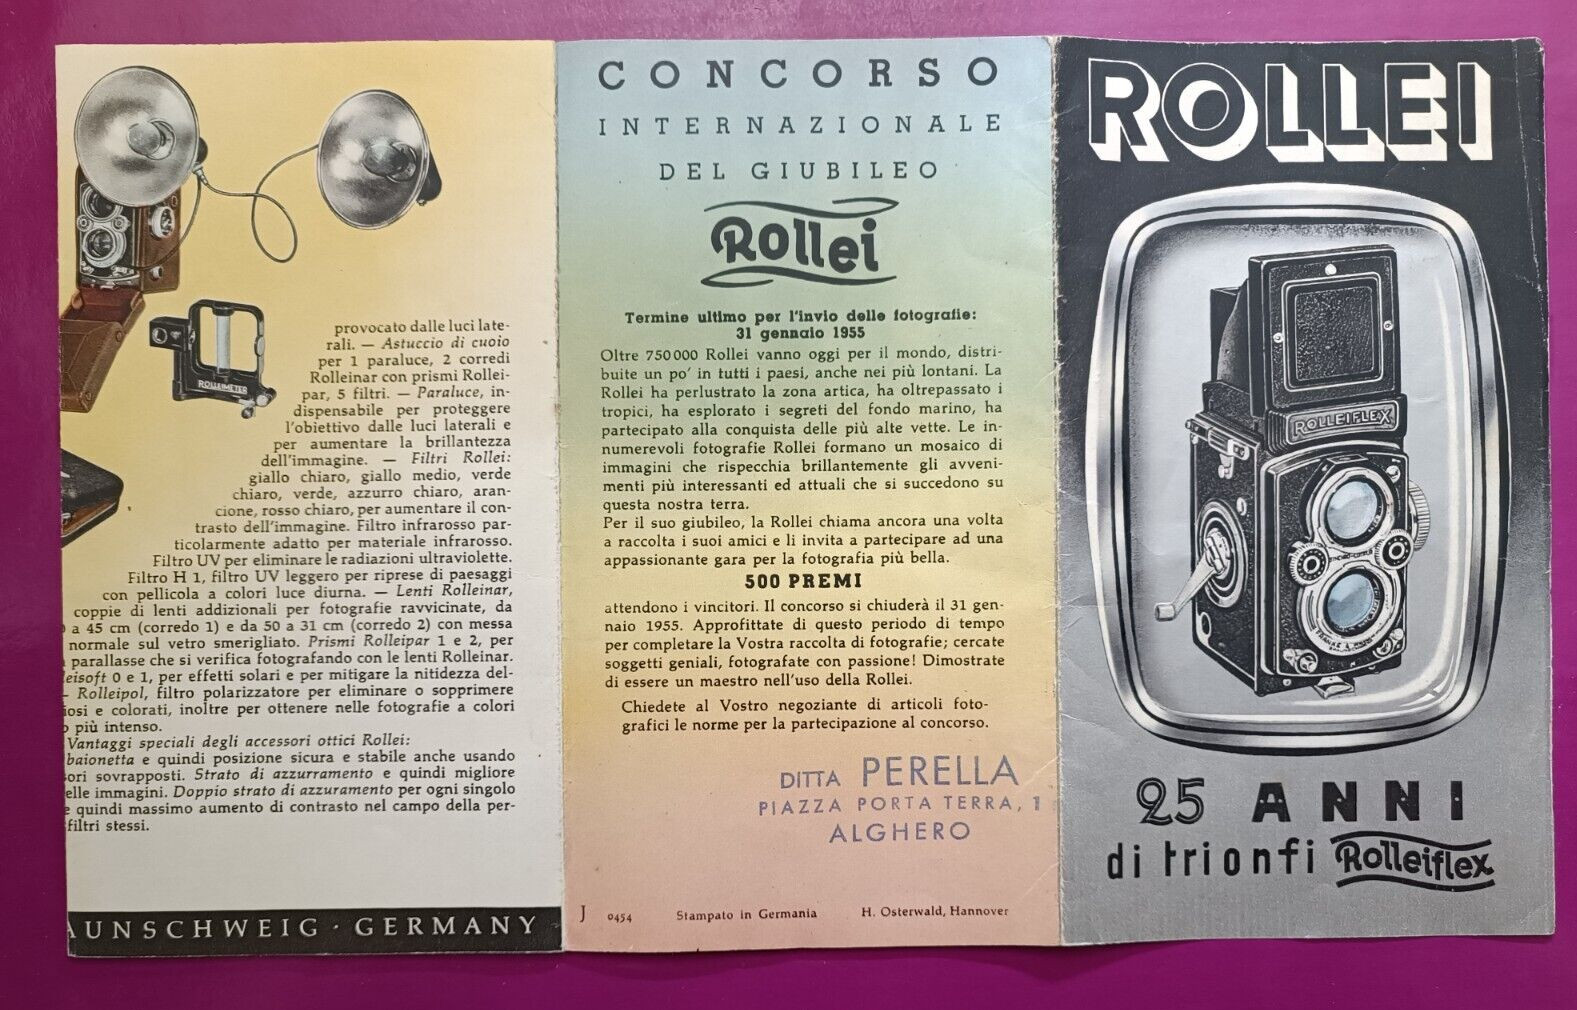 ROLLEIMETER
provocato dalle luci late-
rali. — Astuccio di cuoio
per 1 paraluce, 2 corredi
Rolleinar con prismi Rollei-
par, 5 filtri. — Paraluce, in-
dispensabile per proteggere
l'obiettivo dalle luci laterali e
per aumentare la brillantezza
dell'immagine. — Filtri Rollei:
giallo chiaro, giallo medio, verde
chiaro, verde, azzurro chiaro, aran-
cione, rosso chiaro, per aumentare il con-
trasto dell'immagine. Filtro infrarosso par-
ticolarmente adatto per materiale infrarosso.
Filtro UV per eliminare le radiazioni ultraviolette.
Filtro H 1, filtro UV leggero per riprese di paesaggi
con pellicola a colori luce diurna. — Lenti Rolleinar,
coppie di lenti addizionali per fotografie ravvicinate, da
a 45 cm (corredo 1) e da 50 a 31 cm (corredo 2) con messa
normale sul vetro smerigliato. Prismi Rolleipar 1 e 2, per
parallasse che si verifica fotografando con le lenti Rolleinar.
eisoft 0 e 1, per effetti solari e per mitigare la nitidezza del-
— Rolleipol, filtro polarizzatore per eliminare o sopprimere
iosi e colorati, inoltre per ottenere nelle fotografie a colori
più intenso.
Vantaggi speciali degli accessori ottici Rollei:
baionetta e quindi posizione sicura e stabile anche usando
ori sovrapposti. Strato di azzurramento e quindi migliore
elle immagini. Doppio strato di azzuramento per ogni singolo
e quindi massimo aumento di contrasto nel campo della per-
filtri stessi.
AUNSCHWEIG · GERMANY
CONCORSO
INTERNAZIONALE
DEL GIUBILEO
Rollei
Termine ultimo per l'invio delle fotografie:
31 gennaio 1955
Oltre 750000 Rollei vanno oggi per il mondo, distri-
buite un po' in tutti i paesi, anche nei più lontani. La
Rollei ha perlustrato la zona artica, ha oltrepassato i
tropici, ha esplorato i segreti del fondo marino, ha
partecipato alla conquista delle più alte vette. Le in-
numerevoli fotografie Rollei formano un mosaico di
immagini che rispecchia brillantemente gli avveni-
menti più interessanti ed attuali che si succedono su
questa nostra terra.
Per il suo giubileo, la Rollei chiama ancora una volta
a raccolta i suoi amici e li invita a partecipare ad una
appassionante gara per la fotografia più bella.
500 PREMI
attendono i vincitori. Il concorso si chiuderà il 31 gen-
naio 1955. Approfittate di questo periodo di tempo
per completare la Vostra raccolta di fotografie; cercate
soggetti geniali, fotografate con passione! Dimostrate
di essere un maestro nell'uso della Rollei.
Chiedete al Vostro negoziante di articoli foto-
grafici le norme per la partecipazione al concorso.
DITTA PERELLA
PIAZZA PORTA TERRA, 1
ALGHERO
J 0454 Stampato in Germania H. Osterwald, Hannover
ROLLEI
ROLLEIFLEX
25 ANNI
di trionfi Rolleiflex